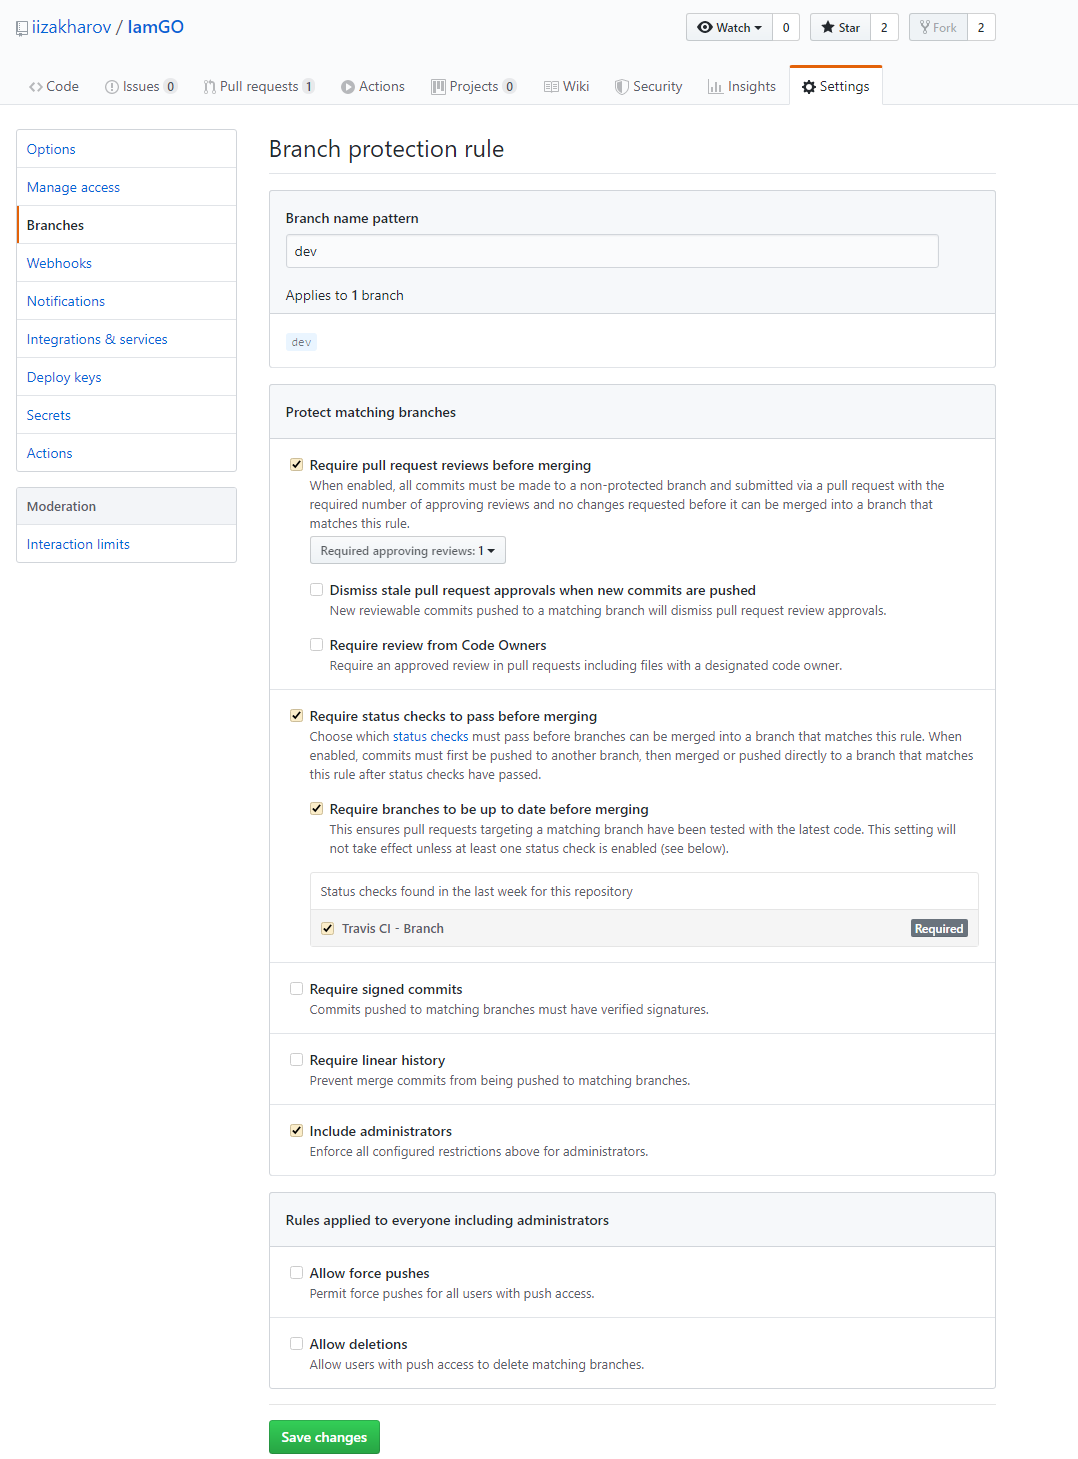 iizakharov / IamGO
Watch 0 Star 2 Fork 2
Code Issues 0 Pull requests 1 Actions Projects 0 Wiki Security Insights Settings
Options
Manage access
Branches
Webhooks
Notifications
Integrations & services
Deploy keys
Secrets
Actions
Moderation
Interaction limits
Branch protection rule
Branch name pattern
dev
Applies to 1 branch
dev
Protect matching branches
Require pull request reviews before merging
When enabled, all commits must be made to a non-protected branch and submitted via a pull request with the
required number of approving reviews and no changes requested before it can be merged into a branch that
matches this rule.
Required approving reviews: 1
Dismiss stale pull request approvals when new commits are pushed
New reviewable commits pushed to a matching branch will dismiss pull request review approvals.
Require review from Code Owners
Require an approved review in pull requests including files with a designated code owner.
Require status checks to pass before merging
Choose which status checks must pass before branches can be merged into a branch that matches this rule. When
enabled, commits must first be pushed to another branch, then merged or pushed directly to a branch that matches
this rule after status checks have passed.
Require branches to be up to date before merging
This ensures pull requests targeting a matching branch have been tested with the latest code. This setting will
not take effect unless at least one status check is enabled (see below).
Status checks found in the last week for this repository
Travis CI - Branch Required
Require signed commits
Commits pushed to matching branches must have verified signatures.
Require linear history
Prevent merge commits from being pushed to matching branches.
Include administrators
Enforce all configured restrictions above for administrators.
Rules applied to everyone including administrators
Allow force pushes
Permit force pushes for all users with push access.
Allow deletions
Allow users with push access to delete matching branches.
Save changes